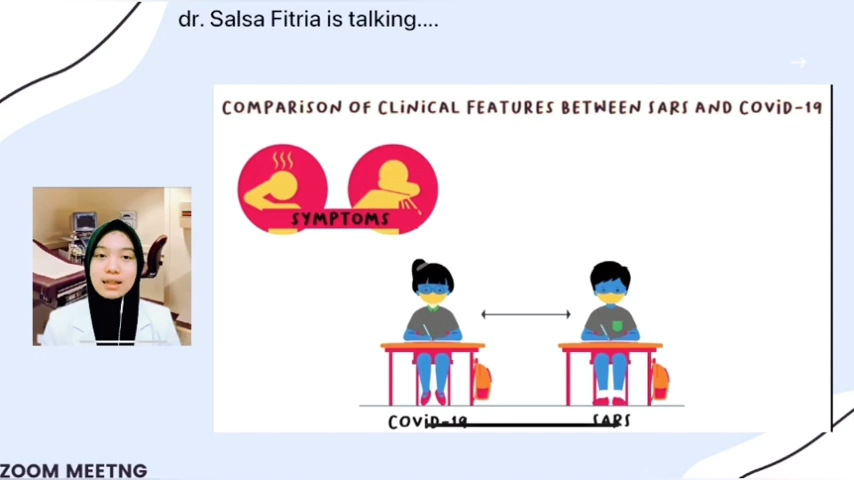 dr. Salsa Fitria is talking....
COMPARISON OF CLINICAL FEATURES BETWEEN SARS AND COVID-19
SYMPTOMS
COVID-19
SARS
ZOOM MEETNG